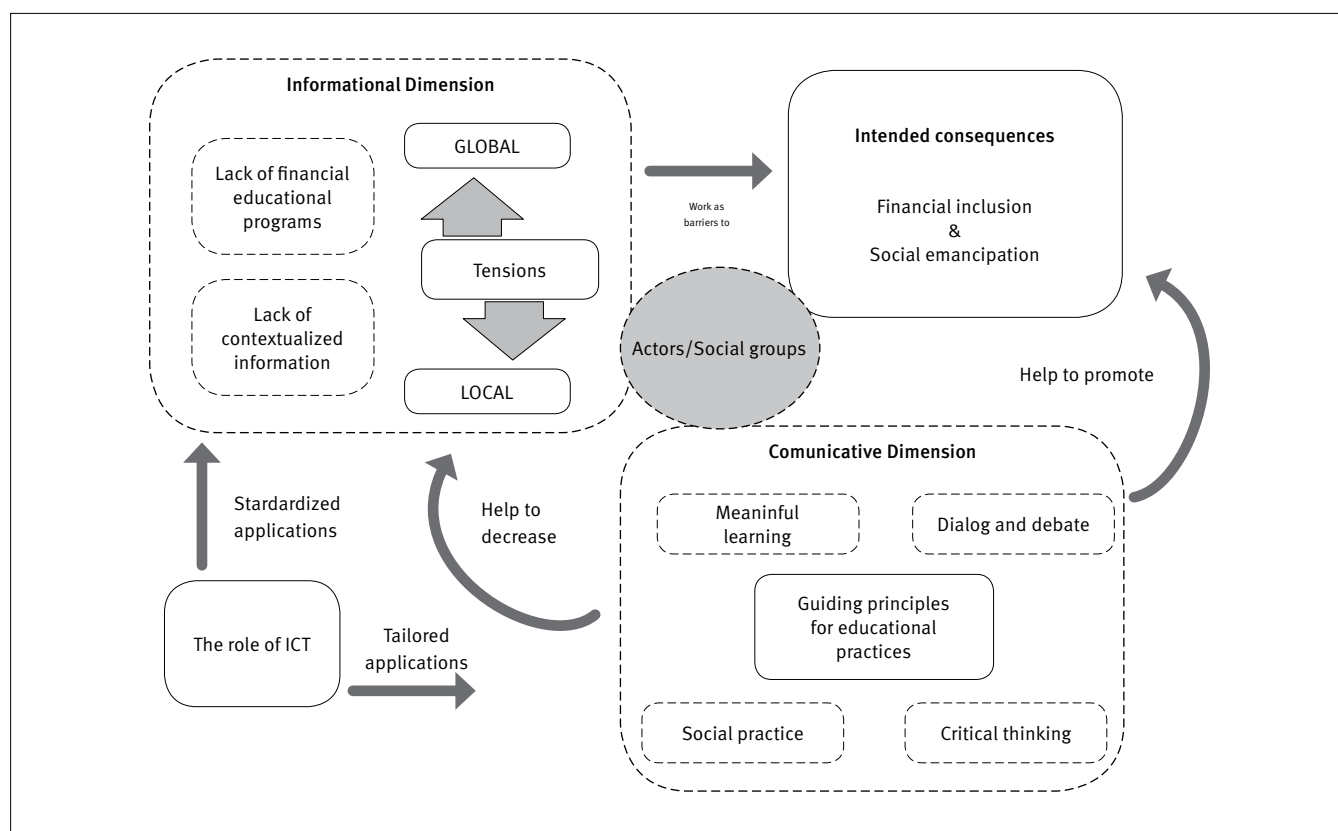 Informational Dimension
Lack of financial
educational
programs
Lack of
contextualized
information
GLOBAL
Tensions
LOCAL
Work as
barriers to
Intended consequences
Financial inclusion
&
Social emancipation
Actors/Social groups
Help to promote
Stardardized
applications
Help to
decrease
The role of ICT
Tailored
applications
Comunicative Dimension
Meaninful
learning
Dialog and debate
Guiding principles
for educational
practices
Social practice
Critical thinking